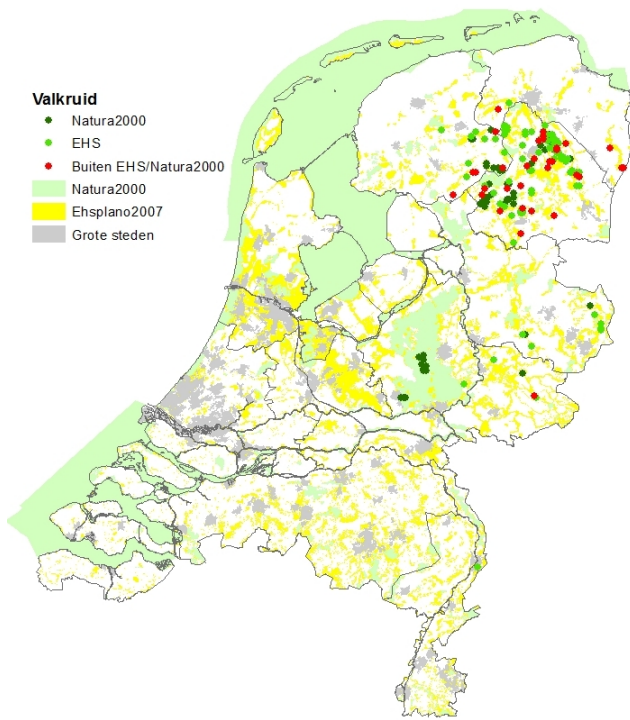 Valkruid
Natura2000
EHS
Buiten EHS/Natura2000
Natura2000
Ehsplano2007
Grote steden